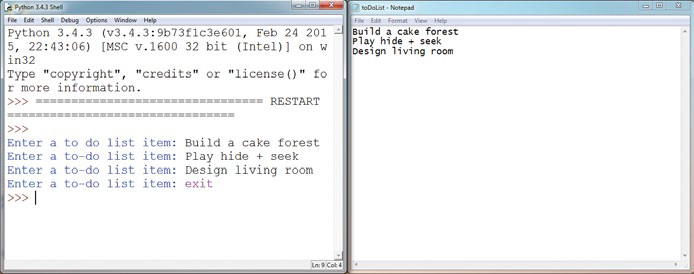 Python 3.4.3 Shell
File Edit Shell Debug Options Window Help
Python 3.4.3 (v3.4.3:9b73f1c3e601, Feb 24 201
5, 22:43:06) [MSC v.1600 32 bit (Intel)] on w
in32
Type "copyright", "credits" or "license()" fo
r more information.
>>> ================================ RESTART
================================
>>>
Enter a to do list item: Build a cake forest
Enter a to-do list item: Play hide + seek
Enter a to-do list item: Design living room
Enter a to-do list item: exit
>>>
Ln: 9 Col: 4
toDoList - Notepad
File Edit Format View Help
Build a cake forest
Play hide + seek
Design living room